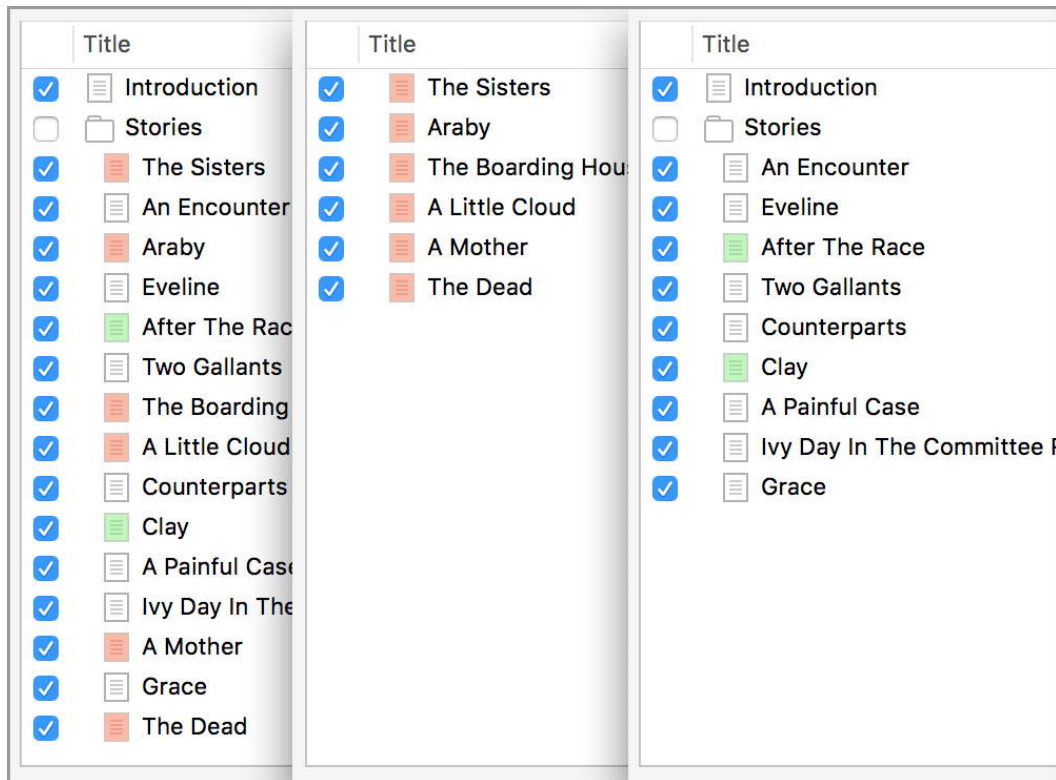 Title
Introduction
Stories
The Sisters
An Encounter
Araby
Eveline
After The Rac
Two Gallants
The Boarding
A Little Cloud
Counterparts
Clay
A Painful Case
Ivy Day In The
A Mother
Grace
The Dead
Title
The Sisters
Araby
The Boarding Hou
A Little Cloud
A Mother
The Dead
Title
Introduction
Stories
An Encounter
Eveline
After The Race
Two Gallants
Counterparts
Clay
A Painful Case
Ivy Day In The Committee
Grace